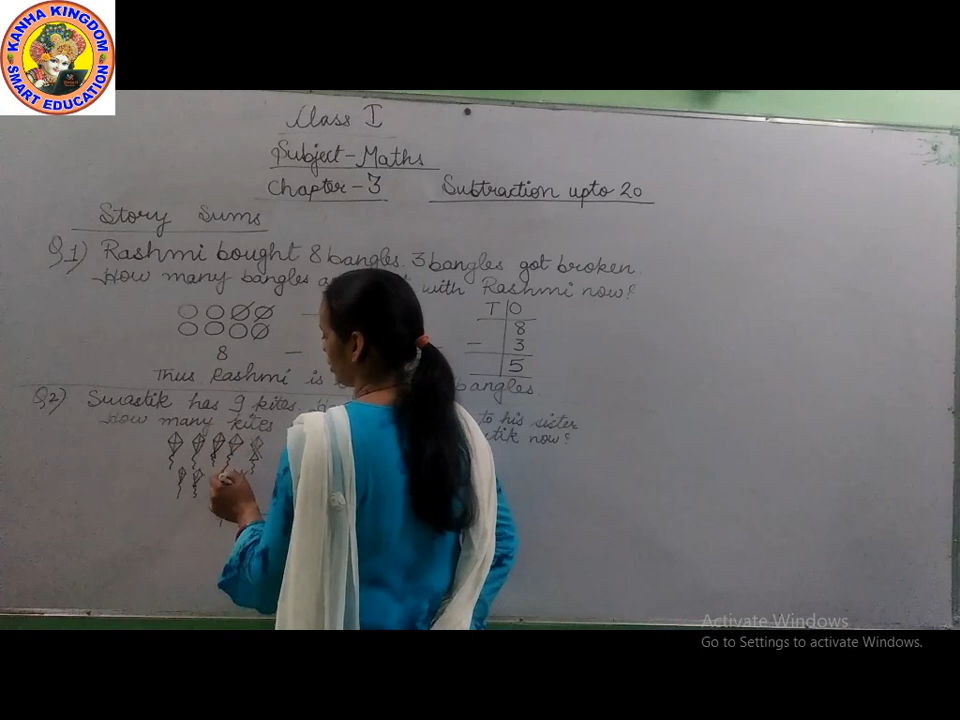 KANHA KINGDOM
SMART EDUCATION
Class I
Subject-Maths
Chapter-3 Subtraction upto 20
Story Sums
Q1) Rashmi bought 8 bangles. 3 bangles got broken.
How many bangles with Rashmi now?
T O
8
- 3
5
8 -
Thus Rashmi is bangles.
Q2) Swastik has 9 kites. to his sister
How many kites now?
Activate Windows
Go to Settings to activate Windows.